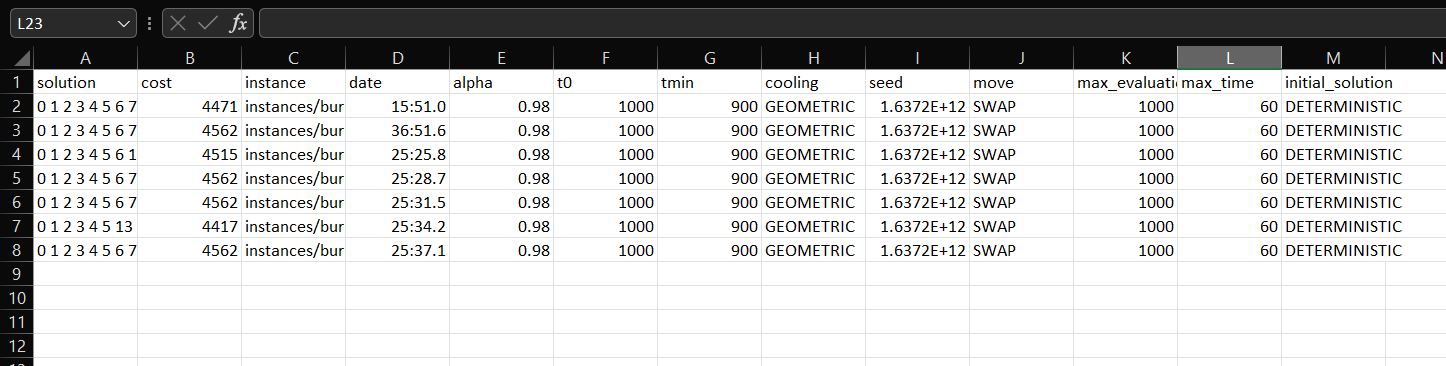 L23 fx
A B C D E F G H I J K L M N
1 solution cost instance date alpha t0 tmin cooling seed move max_evaluati max_time initial_solution
2 0 1 2 3 4 5 6 7 4471 instances/bur 15:51.0 0.98 1000 900 GEOMETRIC 1.6372E+12 SWAP 1000 60 DETERMINISTIC
3 0 1 2 3 4 5 6 7 4562 instances/bur 36:51.6 0.98 1000 900 GEOMETRIC 1.6372E+12 SWAP 1000 60 DETERMINISTIC
4 0 1 2 3 4 5 6 1 4515 instances/bur 25:25.8 0.98 1000 900 GEOMETRIC 1.6372E+12 SWAP 1000 60 DETERMINISTIC
5 0 1 2 3 4 5 6 7 4562 instances/bur 25:28.7 0.98 1000 900 GEOMETRIC 1.6372E+12 SWAP 1000 60 DETERMINISTIC
6 0 1 2 3 4 5 6 7 4562 instances/bur 25:31.5 0.98 1000 900 GEOMETRIC 1.6372E+12 SWAP 1000 60 DETERMINISTIC
7 0 1 2 3 4 5 13 4417 instances/bur 25:34.2 0.98 1000 900 GEOMETRIC 1.6372E+12 SWAP 1000 60 DETERMINISTIC
8 0 1 2 3 4 5 6 7 4562 instances/bur 25:37.1 0.98 1000 900 GEOMETRIC 1.6372E+12 SWAP 1000 60 DETERMINISTIC
9
10
11
12